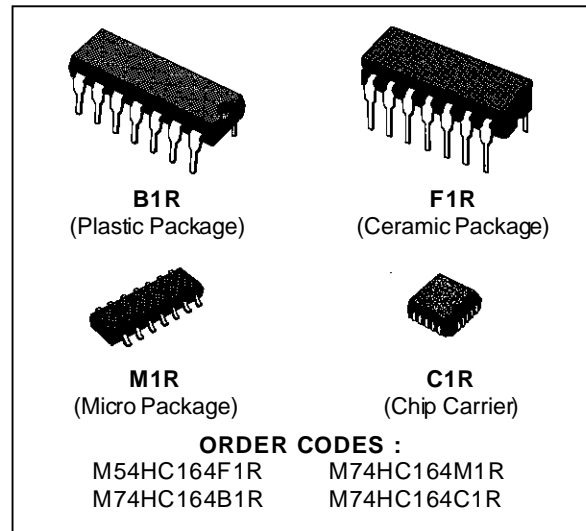 B1R
(Plastic Package)
F1R
(Ceramic Package)
M1R
(Micro Package)
C1R
(Chip Carrier)
ORDER CODES :
M54HC164F1R M74HC164M1R
M74HC164B1R M74HC164C1R